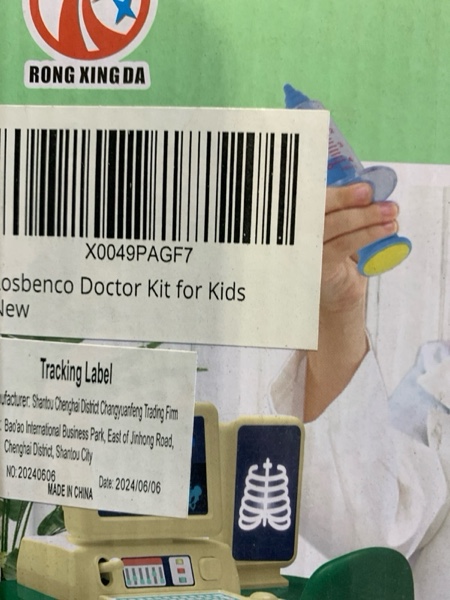 RONG XINGDA
X0049PAGF7
osbenco Doctor Kit for Kids
New
Tracking Label
ufacturer: Shantou Chenghai District Changyuanfeng Trading Firm
: Bao'ao International Business Park, East of Jinhong Road,
Chenghai District, Shantou City
NO:20240606
MADE IN CHINA
Date: 2024/06/06